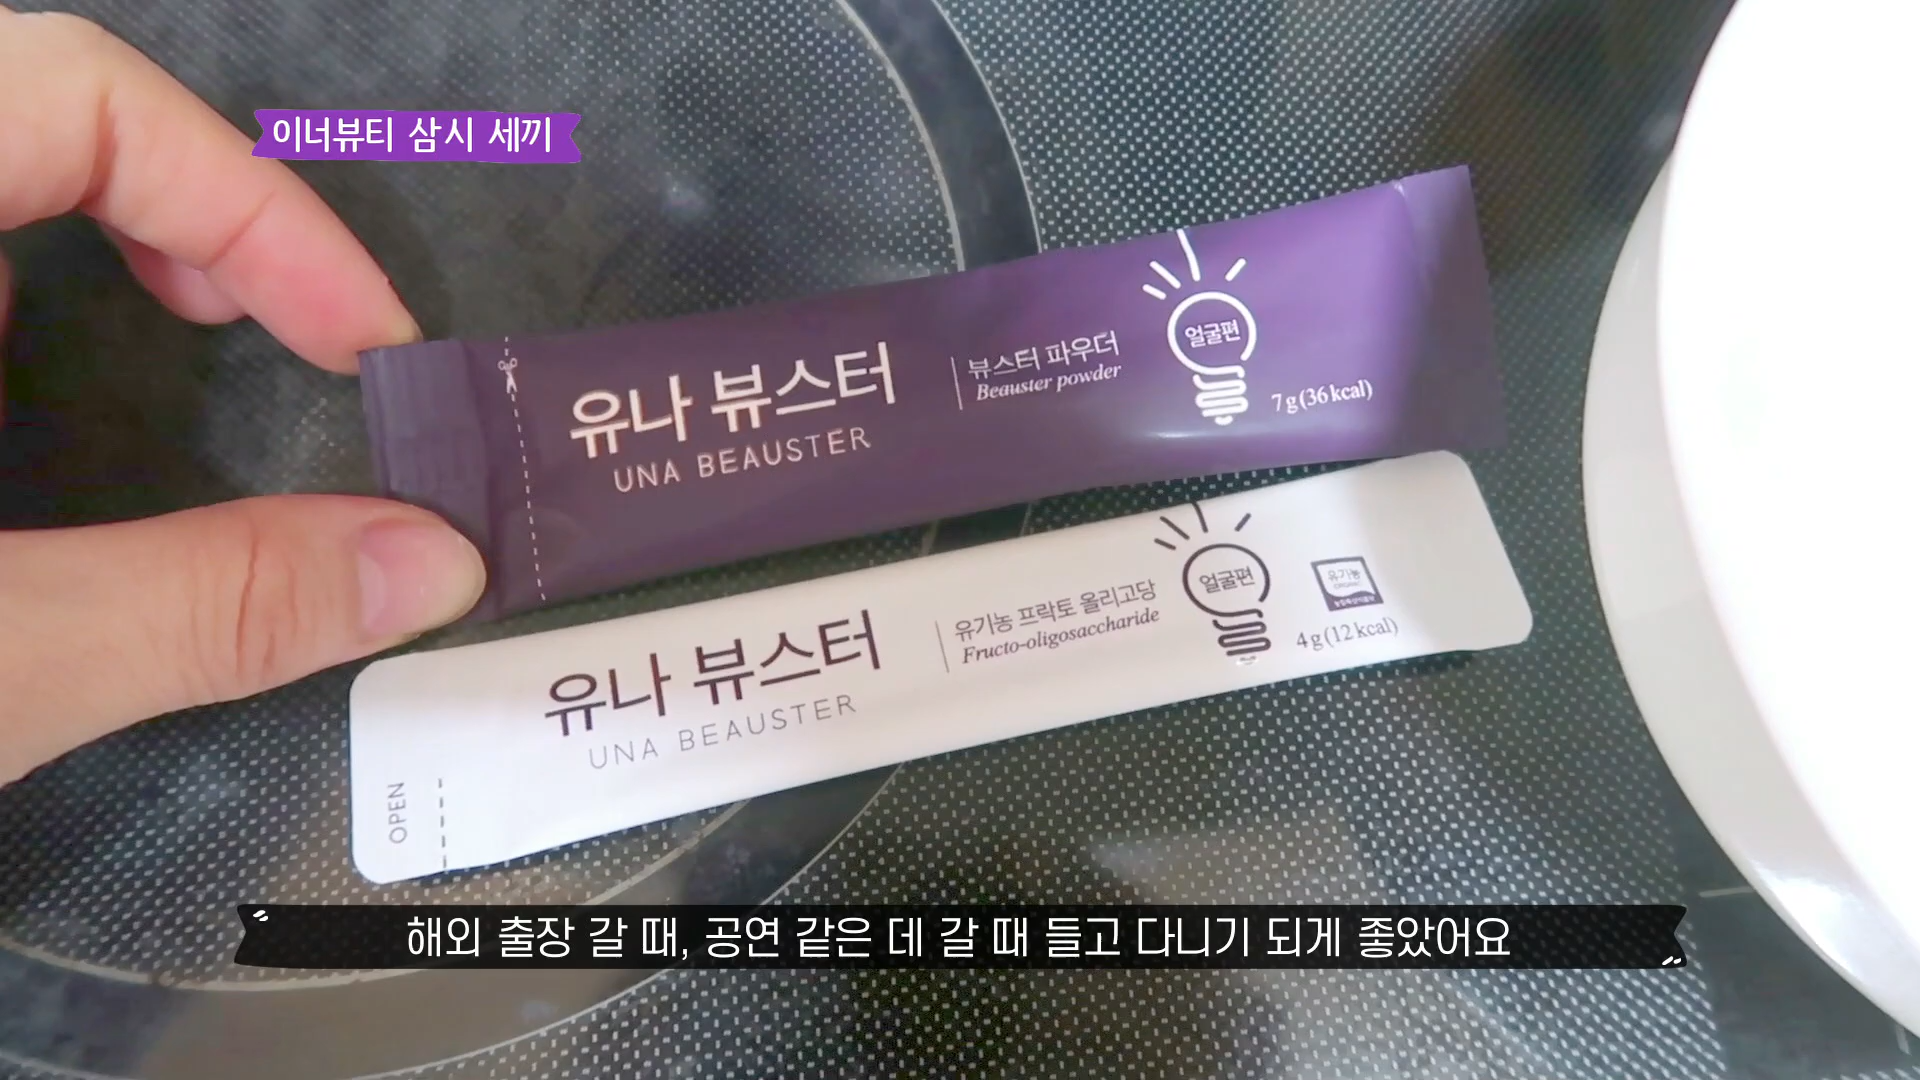 이너뷰티 삼시 세끼
유나 뷰스터
UNA BEAUSTER
뷰스터 파우더
Beauster powder
얼굴편
7g(36kcal)
유나 뷰스터
UNA BEAUSTER
유기농 프락토 올리고당
Fructo-oligosaccharide
얼굴편
유기농
ORGANIC
4g(12kcal)
OPEN
해외 출장 갈 때, 공연 같은 데 갈 때 들고 다니기 되게 좋았어요